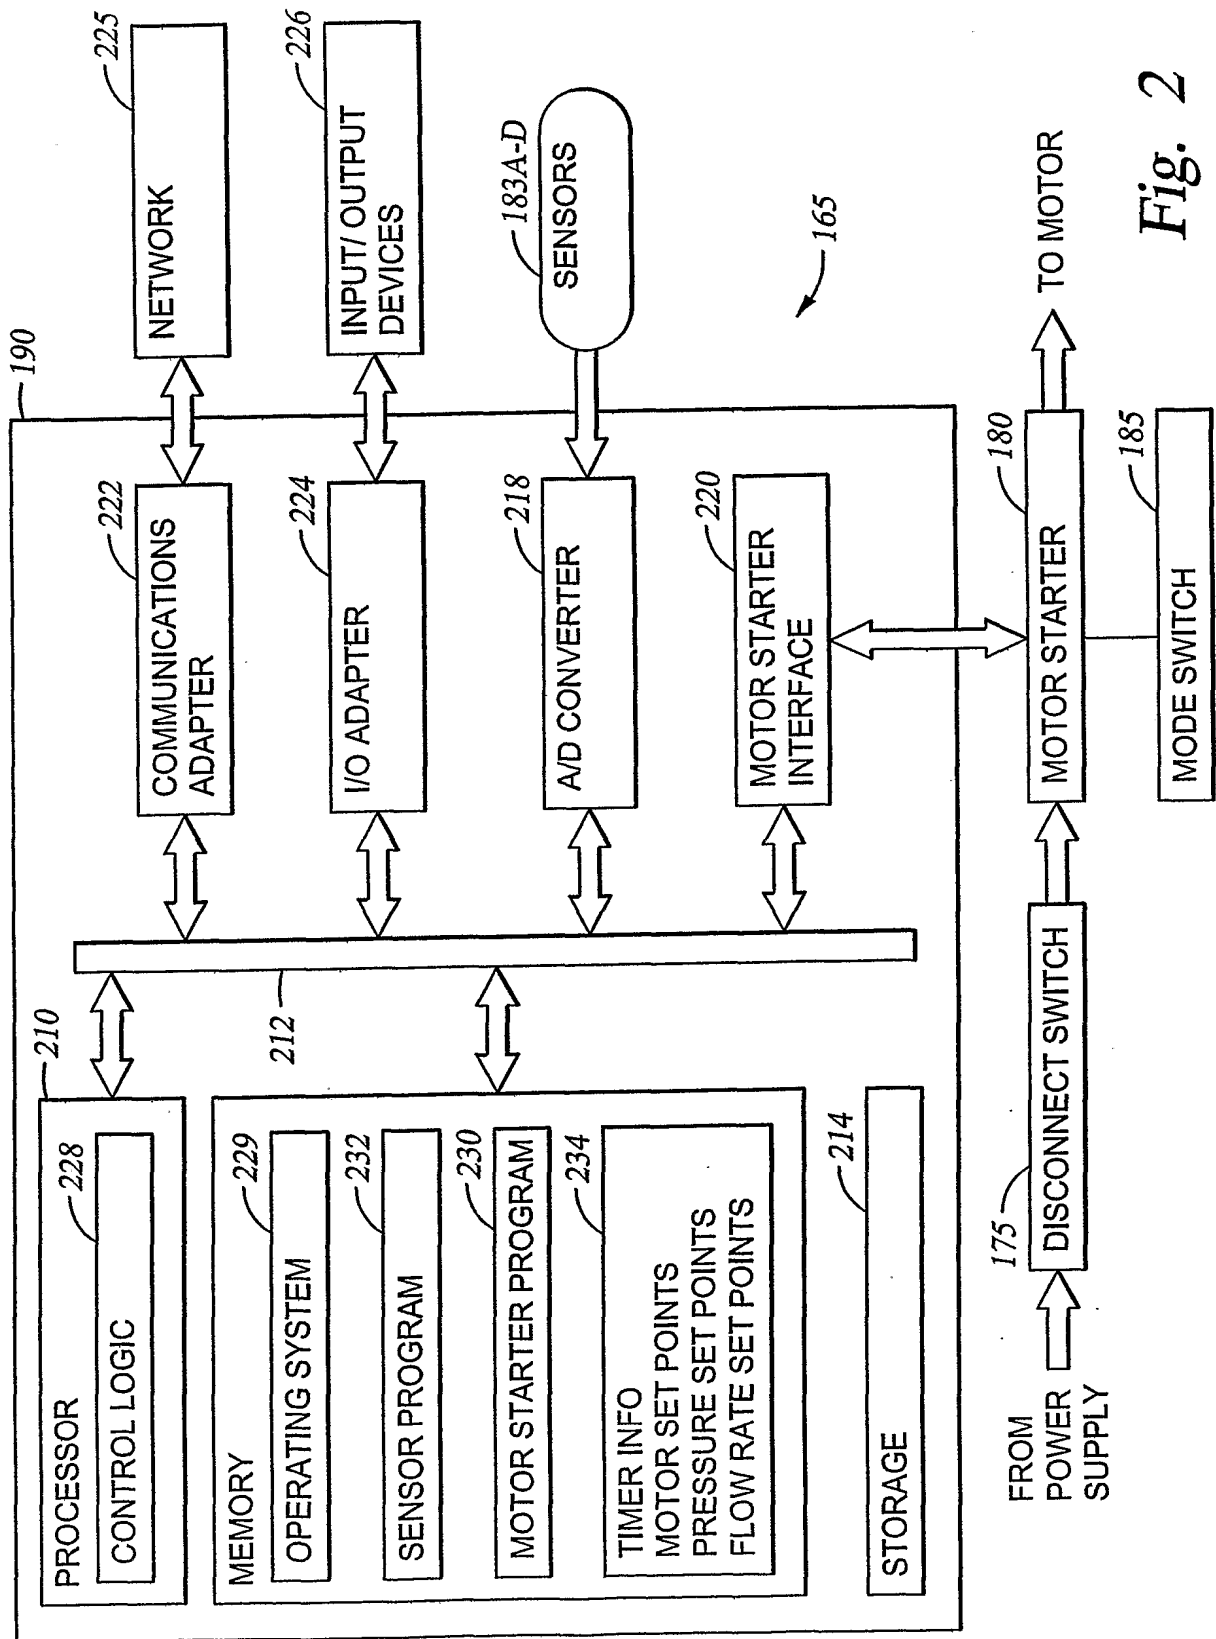 190
210
PROCESSOR
228
CONTROL LOGIC
MEMORY
229
OPERATING SYSTEM
232
SENSOR PROGRAM
230
MOTOR STARTER PROGRAM
234
TIMER INFO
MOTOR SET POINTS
PRESSURE SET POINTS
FLOW RATE SET POINTS
214
STORAGE
212
222
COMMUNICATIONS
ADAPTER
224
I/O ADAPTER
218
A/D CONVERTER
220
MOTOR STARTER
INTERFACE
225
NETWORK
226
INPUT/ OUTPUT
DEVICES
183A-D
SENSORS
165
FROM
POWER
SUPPLY
175
DISCONNECT SWITCH
180
MOTOR STARTER
TO MOTOR
185
MODE SWITCH
Fig. 2